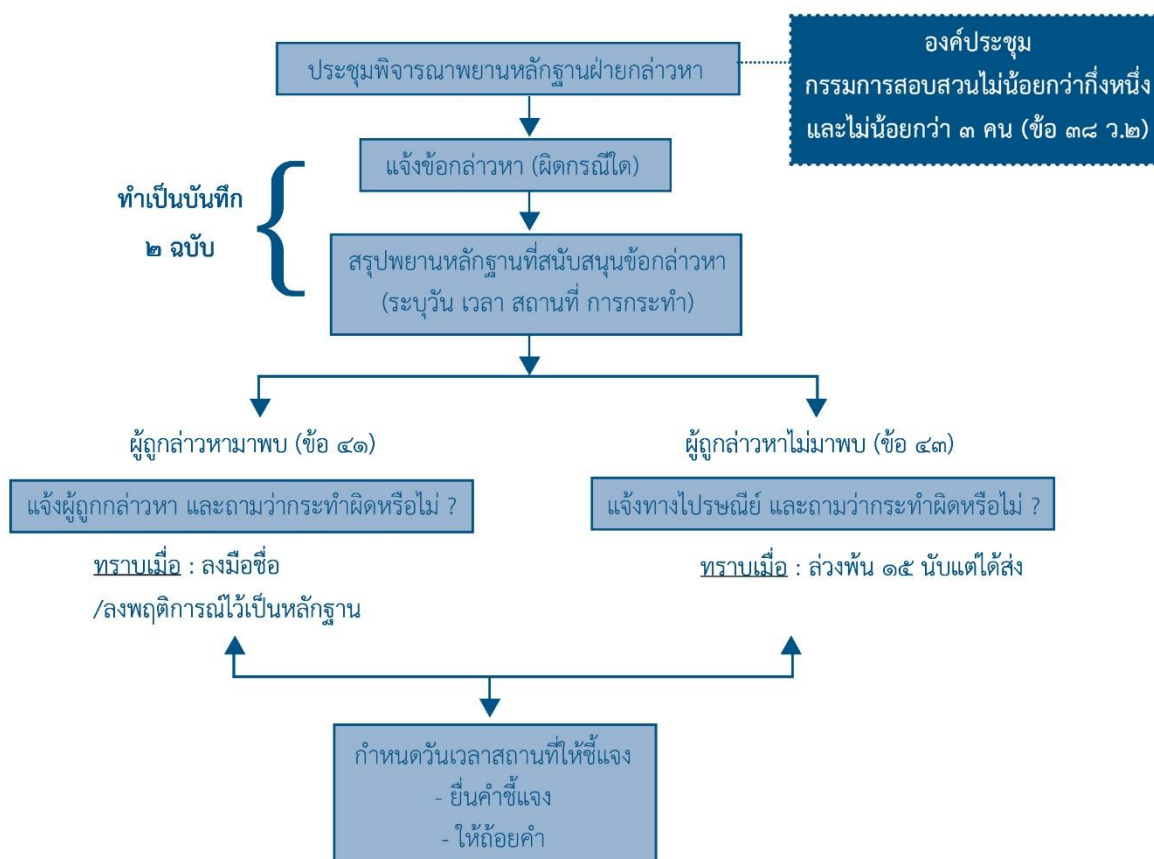 องค์ประชุม
กรรมการสอบสวนไม่น้อยกว่ากึ่งหนึ่ง
และไม่น้อยกว่า ๓ คน (ข้อ ๓๘ ว.๒)
ประชุมพิจารณาพยานหลักฐานฝ่ายกล่าวหา
แจ้งข้อกล่าวหา (ผิดกรณีใด)
ทำเป็นบันทึก
๒ ฉบับ
สรุปพยานหลักฐานที่สนับสนุนข้อกล่าวหา
(ระบุวัน เวลา สถานที่ การกระทำ)
ผู้ถูกล่าวหามาพบ (ข้อ ๔๑)
แจ้งผู้ถูกกล่าวหา และถามว่ากระทำผิดหรือไม่ ?
ทราบเมื่อ : ลงมือชื่อ
/ลงพฤติการณ์ไว้เป็นหลักฐาน
ผู้ถูกล่าวหาไม่มาพบ (ข้อ ๔๓)
แจ้งทางไปรษณีย์ และถามว่ากระทำผิดหรือไม่ ?
ทราบเมื่อ : ล่วงพ้น ๑๕ นับแต่ได้ส่ง
กำหนดวันเวลาสถานที่ให้ชี้แจง
- ยื่นคำชี้แจง
- ให้ถ้อยคำ